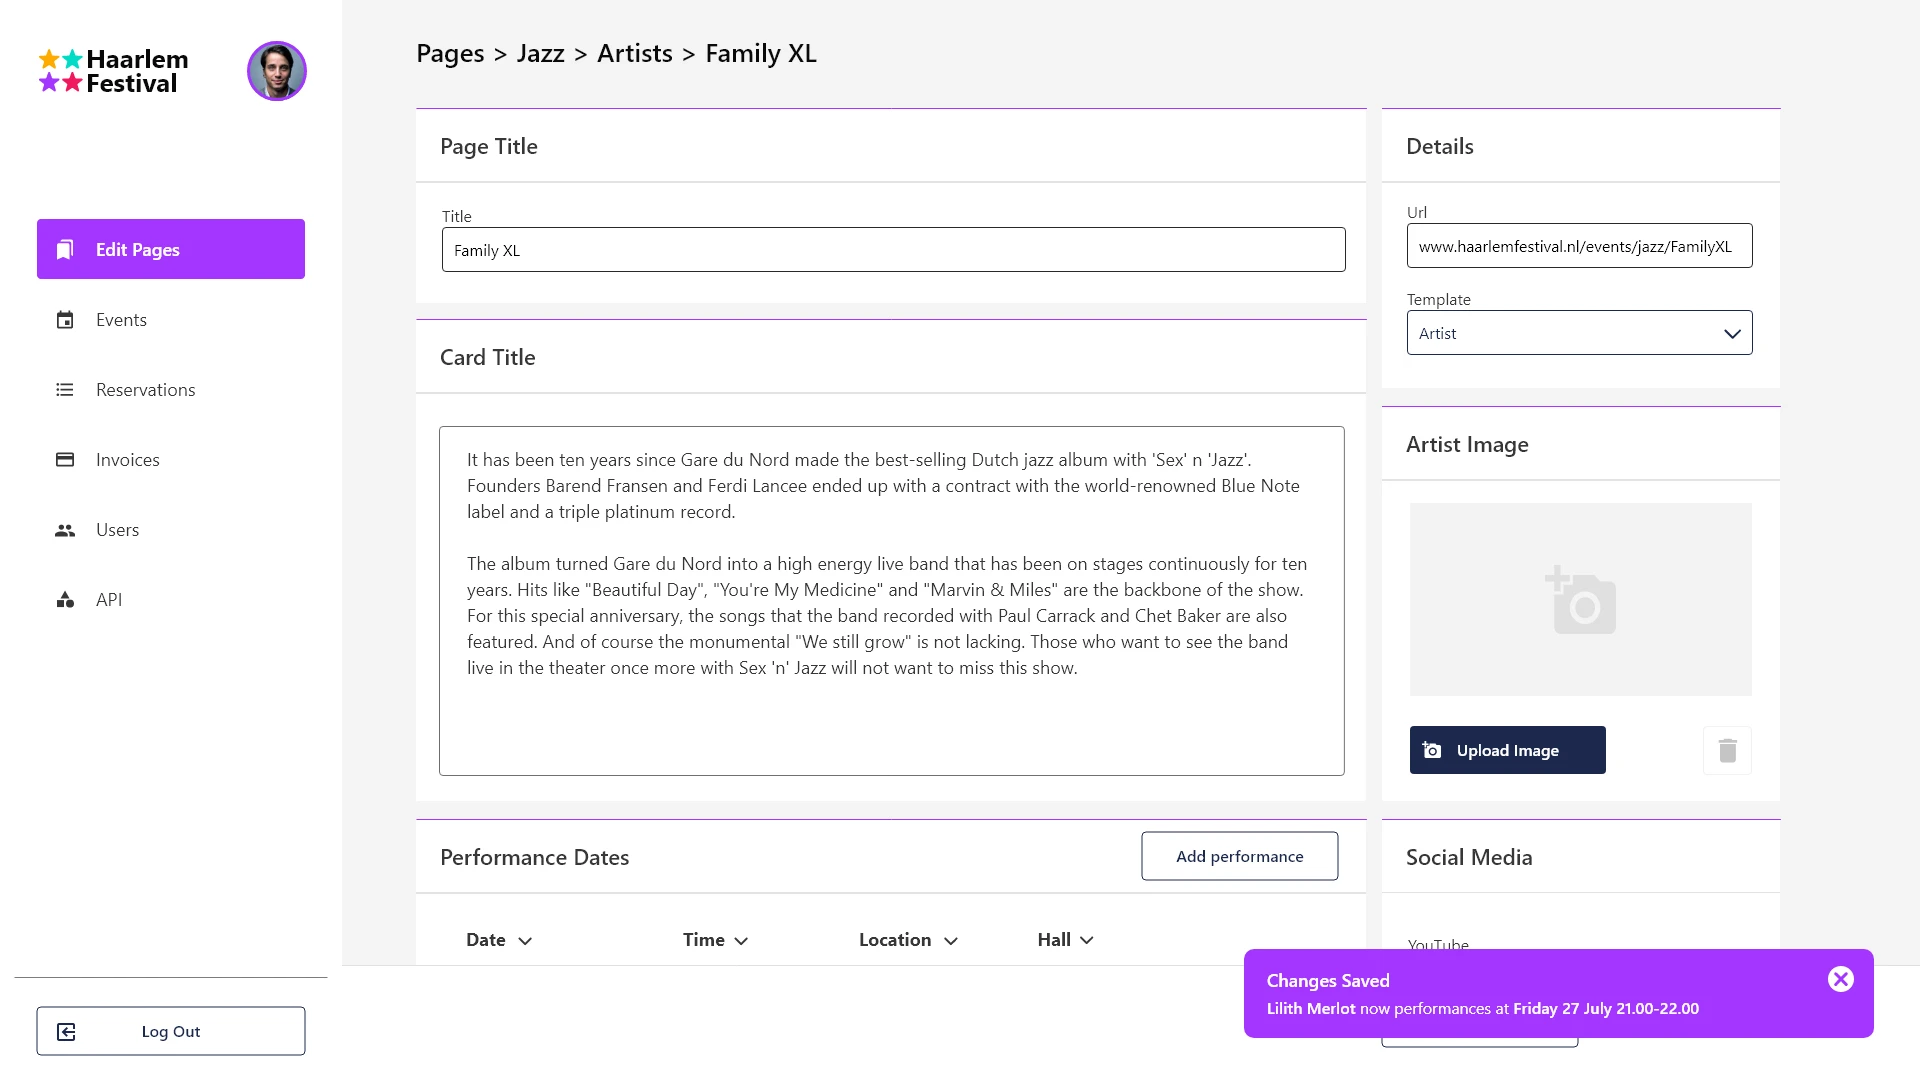 Haarlem
Festival
Edit Pages
Events
Reservations
Invoices
Users
API
Log Out
Pages > Jazz > Artists > Family XL
Page Title
Title
Family XL
Card Title
It has been ten years since Gare du Nord made the best-selling Dutch jazz album with 'Sex' n 'Jazz'.
Founders Barend Fransen and Ferdi Lancee ended up with a contract with the world-renowned Blue Note
label and a triple platinum record.
The album turned Gare du Nord into a high energy live band that has been on stages continuously for ten
years. Hits like "Beautiful Day", "You're My Medicine" and "Marvin & Miles" are the backbone of the show.
For this special anniversary, the songs that the band recorded with Paul Carrack and Chet Baker are also
featured. And of course the monumental "We still grow" is not lacking. Those who want to see the band
live in the theater once more with Sex 'n' Jazz will not want to miss this show.
Performance Dates
Add performance
Date
Time
Location
Hall
Details
Url
www.haarlemfestival.nl/events/jazz/FamilyXL
Template
Artist
Artist Image
Upload Image
Social Media
YouTube
Changes Saved
Lilith Merlot now performances at Friday 27 July 21.00-22.00